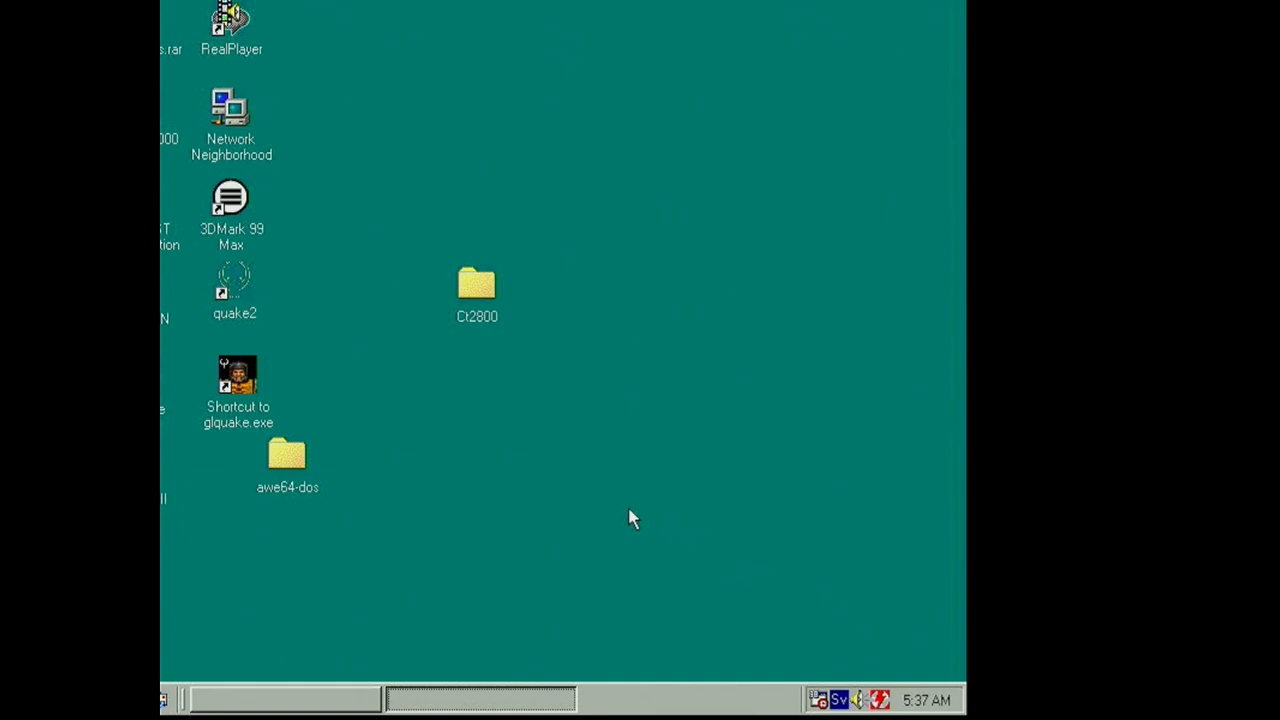 s.rar
RealPlayer
000
Network
Neighborhood
T
tion
3DMark 99
Max
N
quake2
Ct2800
e
Shortcut to
glquake.exe
ll
awe64-dos
Sv
5:37 AM